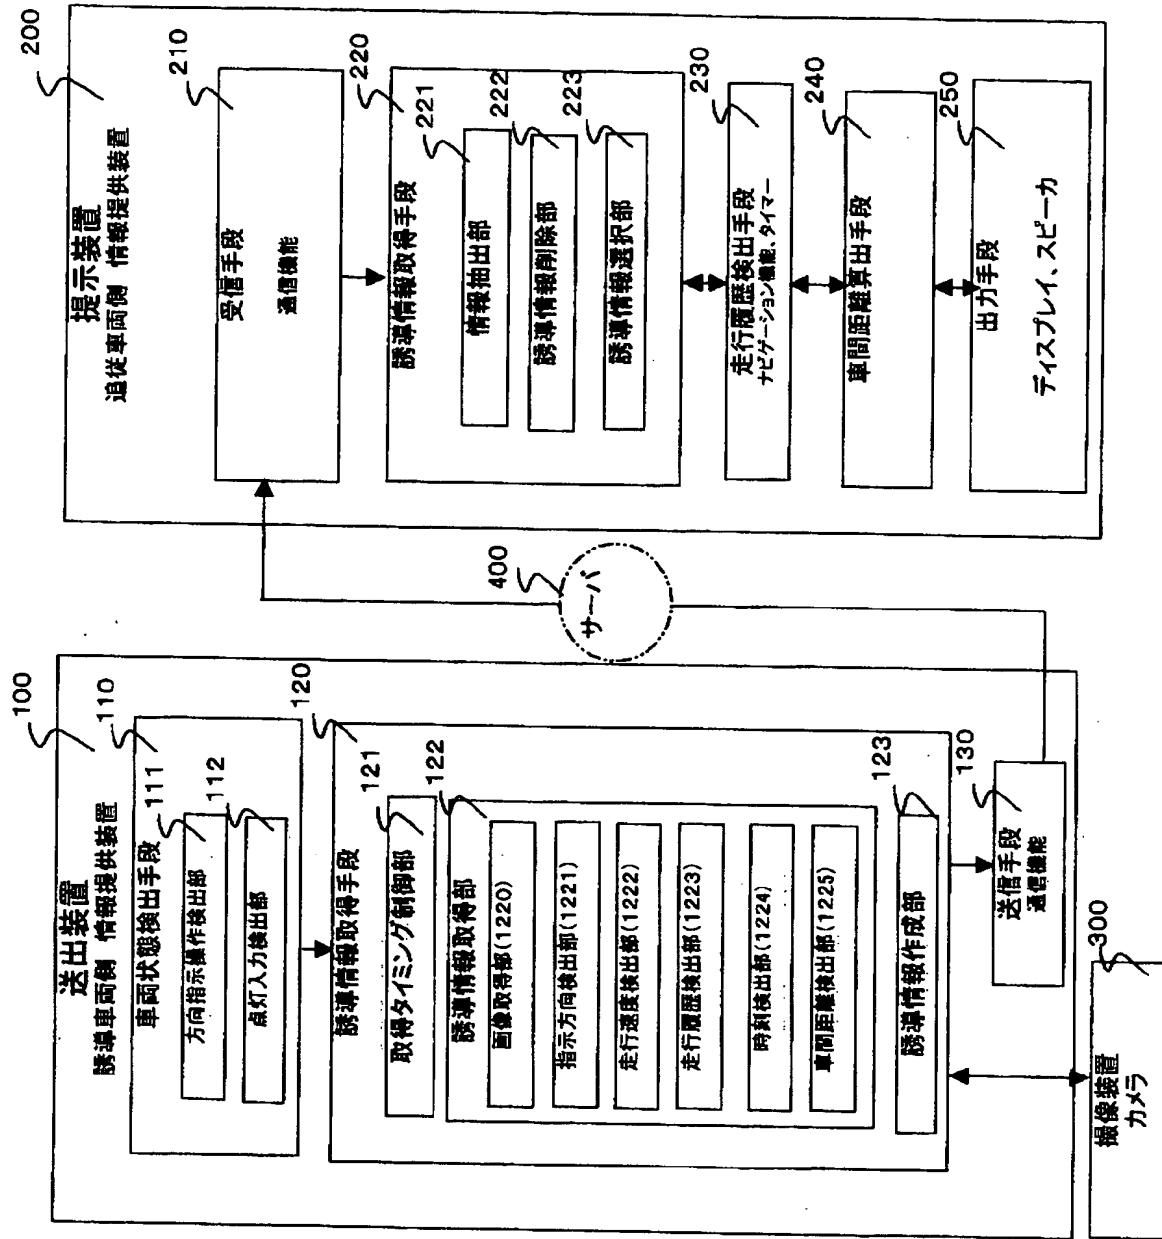 100
送出装置
誘導車両側 情報提供装置
110
車両状態検出手段
111
方向指示操作検出部
112
点灯入力検出部
120
誘導情報取得手段
121
取得タイミング制御部
122
誘導情報取得部
画像取得部(1220)
指示方向検出部(1221)
走行速度検出部(1222)
走行履歴検出部(1223)
時刻検出部(1224)
車間距離検出部(1225)
123
誘導情報作成部
130
送信手段
通信機能
300
撮像装置
カメラ
400
サーバ
200
提示装置
追従車両側 情報提供装置
210
受信手段
通信機能
220
誘導情報取得手段
221
情報抽出部
222
誘導情報削除部
223
誘導情報選択部
230
走行履歴検出手段
ナビゲーション機能、タイマー
240
車間距離算出手段
250
出力手段
ディスプレイ、スピーカ